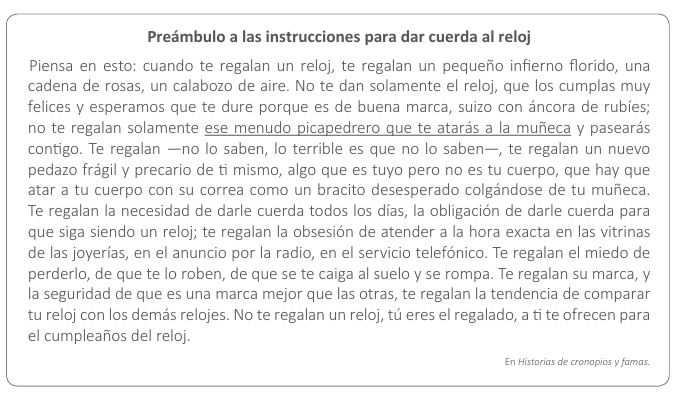 Preámbulo a las instrucciones para dar cuerda al reloj
Piensa en esto: cuando te regalan un reloj, te regalan un pequeño infierno florido, una
cadena de rosas, un calabozo de aire. No te dan solamente el reloj, que los cumplas muy
felices y esperamos que te dure porque es de buena marca, suizo con áncora de rubíes;
no te regalan solamente ese menudo picapedrero que te atarás a la muñeca y pasearás
contigo. Te regalan —no lo saben, lo terrible es que no lo saben—, te regalan un nuevo
pedazo frágil y precario de ti mismo, algo que es tuyo pero no es tu cuerpo, que hay que
atar a tu cuerpo con su correa como un bracito desesperado colgándose de tu muñeca.
Te regalan la necesidad de darle cuerda todos los días, la obligación de darle cuerda para
que siga siendo un reloj; te regalan la obsesión de atender a la hora exacta en las vitrinas
de las joyerías, en el anuncio por la radio, en el servicio telefónico. Te regalan el miedo de
perderlo, de que te lo roben, de que se te caiga al suelo y se rompa. Te regalan su marca, y
la seguridad de que es una marca mejor que las otras, te regalan la tendencia de comparar
tu reloj con los demás relojes. No te regalan un reloj, tú eres el regalado, a ti te ofrecen para
el cumpleaños del reloj.
En Historias de cronopios y famas.